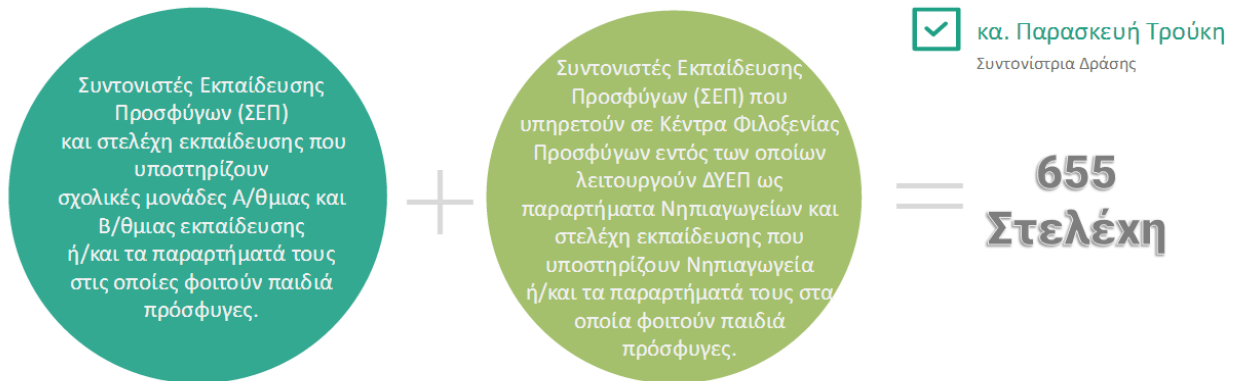 κα. Παρασκευή Τρούκη
Συντονίστρια Δράσης
Συντονιστές Εκπαίδευσης
Προσφύγων (ΣΕΠ)
και στελέχη εκπαίδευσης που
υποστηρίζουν
σχολικές μονάδες Α/θμιας και
Β/θμιας εκπαίδευσης
ή/και τα παραρτήματά τους
στις οποίες φοιτούν παιδιά
πρόσφυγες.
+
Συντονιστές Εκπαίδευσης
Προσφύγων (ΣΕΠ) που
υπηρετούν σε Κέντρα Φιλοξενίας
Προσφύγων εντός των οποίων
λειτουργούν ΔΥΕΠ ως
παραρτήματα Νηπιαγωγείων και
στελέχη εκπαίδευσης που
υποστηρίζουν Νηπιαγωγεία
ή/και τα παραρτήματά τους στα
οποία φοιτούν παιδιά
πρόσφυγες.
=
655
Στελέχη